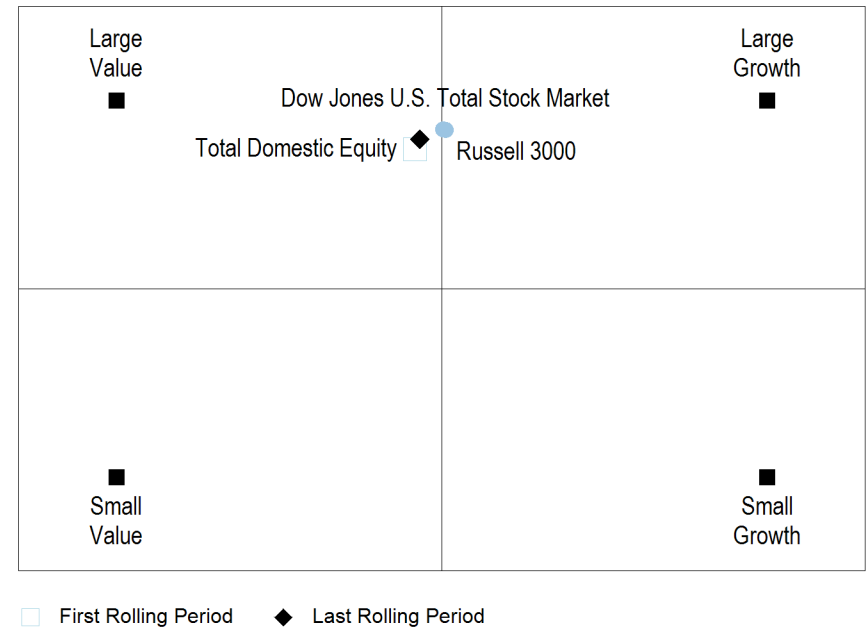 Large
Value
Large
Growth
Dow Jones U.S. Total Stock Market
Total Domestic Equity
Russell 3000
Small
Value
Small
Growth
First Rolling Period
Last Rolling Period